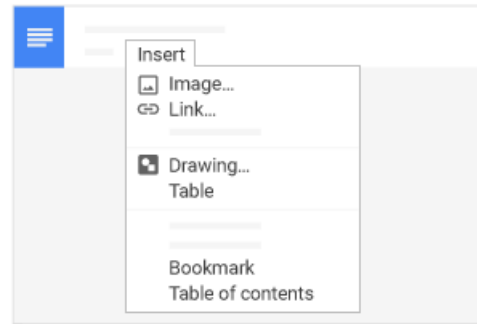 Insert
Image...
Link...
Drawing...
Table
Bookmark
Table of contents